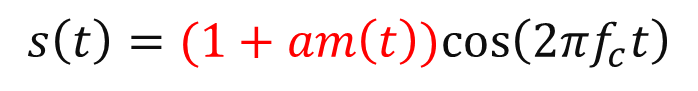 s(t) = (1 + am(t))cos(2πf_c t)